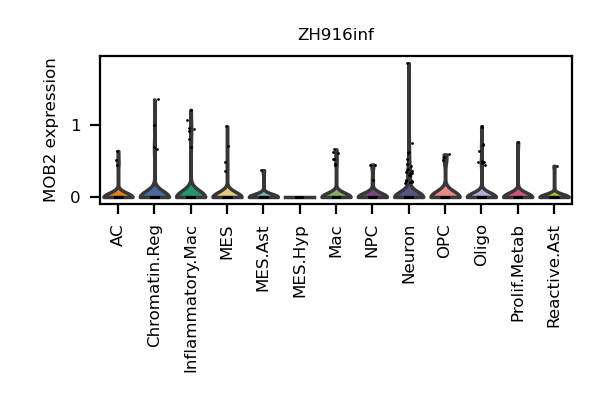 ZH916inf
MOB2 expression
1
0
AC
Chromatin.Reg
Inflammatory.Mac
MES
MES.Ast
MES.Hyp
Mac
NPC
Neuron
OPC
Oligo
Prolif.Metab
Reactive.Ast